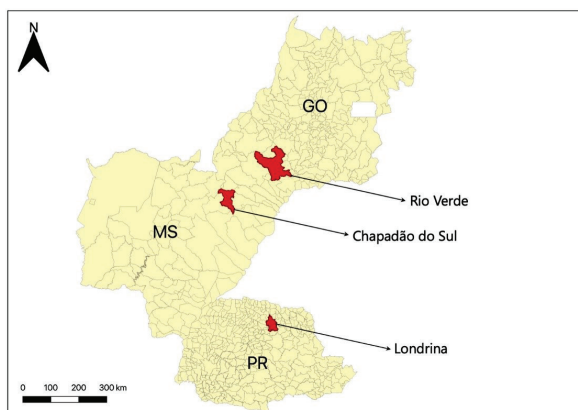 N
GO
Rio Verde
Chapadão do Sul
MS
Londrina
PR
0 100 200 300 km